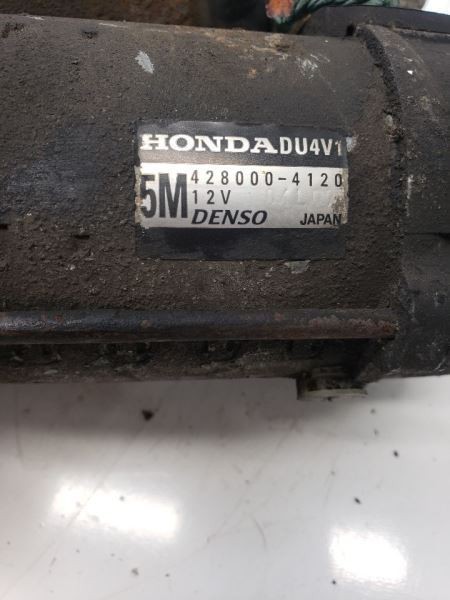 HONDA DU4V1
5M 428000-4120
12V
DENSO JAPAN